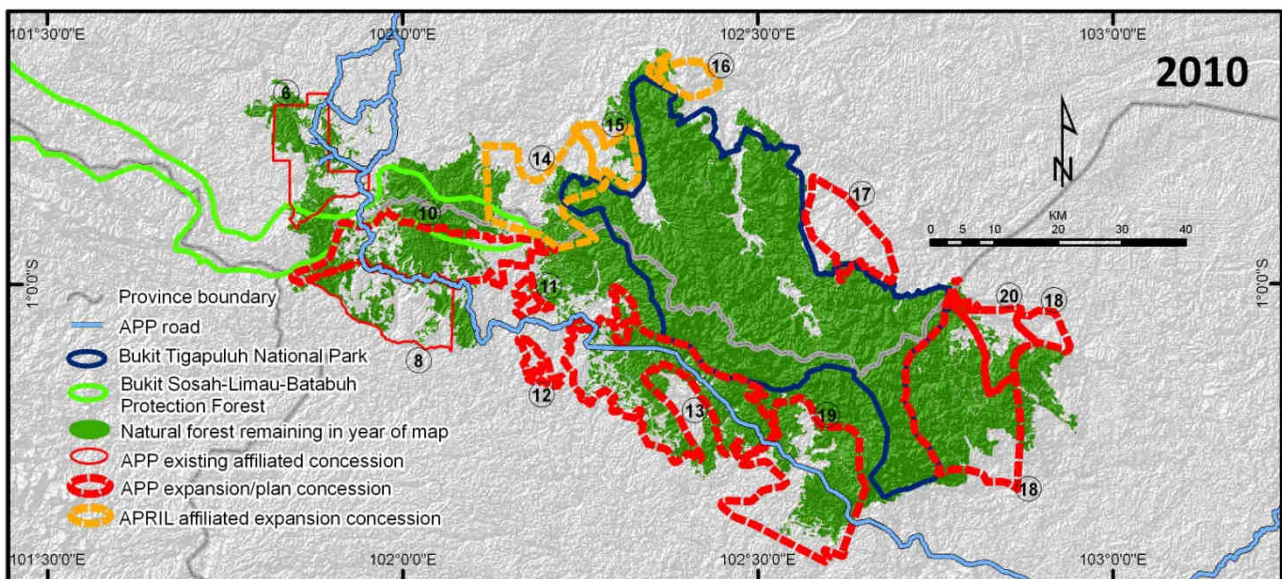 101°30'0"E
102°0'0"E
102°30'0"E
103°0'0"E
2010
16
6
15
14
17
10
N
KM
0 5 10 20 30 40
1°0'0"S
1°0'0"S
11
20
18
8
12
13
19
18
Province boundary
APP road
Bukit Tigapuluh National Park
Bukit Sosah-Limau-Batabuh
Protection Forest
Natural forest remaining in year of map
APP existing affiliated concession
APP expansion/plan concession
APRIL affiliated expansion concession
101°30'0"E
102°0'0"E
102°30'0"E
103°0'0"E